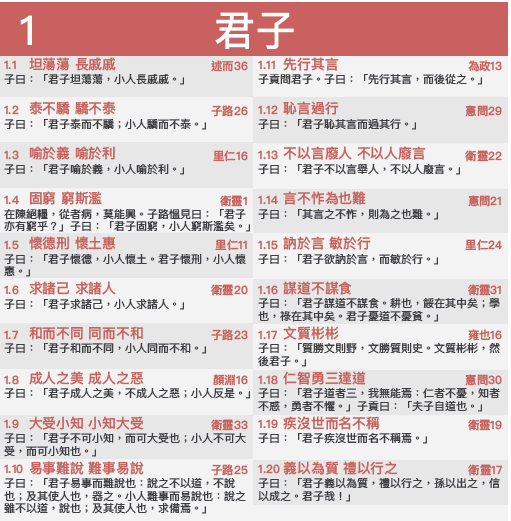 1 君子
1.1 坦蕩蕩 長戚戚 述而36
子曰：「君子坦蕩蕩，小人長戚戚。」
1.2 泰不驕 驕不泰 子路26
子曰：「君子泰而不驕；小人驕而不泰。」
1.3 喻於義 喻於利 里仁16
子曰：「君子喻於義，小人喻於利。」
1.4 固窮 窮斯濫 衛靈1
在陳絕糧，從者病，莫能興。子路慍見曰：「君子
亦有窮乎？」子曰：「君子固窮，小人窮斯濫矣。」
1.5 懷德刑 懷土惠 里仁11
子曰：「君子懷德，小人懷土。君子懷刑，小人懷
惠。」
1.6 求諸己 求諸人 衛靈20
子曰：「君子求諸己，小人求諸人。」
1.7 和而不同 同而不和 子路23
子曰：「君子和而不同，小人同而不和。」
1.8 成人之美 成人之惡 顏淵16
子曰：「君子成人之美，不成人之惡；小人反是。」
1.9 大受小知 小知大受 衛靈33
子曰：「君子不可小知，而可大受也；小人不可大
受，而可小知也。」
1.10 易事難說 難事易說 子路25
子曰：「君子易事而難說也：說之不以道，不說
也；及其使人也，器之。小人難事而易說也：說之
雖不以道，說也；及其使人也，求備焉。」
1.11 先行其言 為政13
子貢問君子。子曰：「先行其言，而後從之。」
1.12 恥言過行 憲問29
子曰：「君子恥其言而過其行。」
1.13 不以言廢人 不以人廢言 衛靈22
子曰：「君子不以言舉人，不以人廢言。」
1.14 言不怍為也難 憲問21
子曰：「其言之不怍，則為之也難。」
1.15 訥於言 敏於行 里仁24
子曰：「君子欲訥於言，而敏於行。」
1.16 謀道不謀食 衛靈31
子曰：「君子謀道不謀食。耕也，餒在其中矣；學
也，祿在其中矣。君子憂道不憂貧。」
1.17 文質彬彬 雍也16
子曰：「質勝文則野，文勝質則史。文質彬彬，然
後君子。」
1.18 仁智勇三達道 憲問30
子曰：「君子道者三，我無能焉：仁者不憂，知者
不惑，勇者不懼。」子貢曰：「夫子自道也。」
1.19 疾沒世而名不稱 衛靈19
子曰：「君子疾沒世而名不稱焉。」
1.20 義以為質 禮以行之 衛靈17
子曰：「君子義以為質，禮以行之，孫以出之，信
以成之。君子哉！」